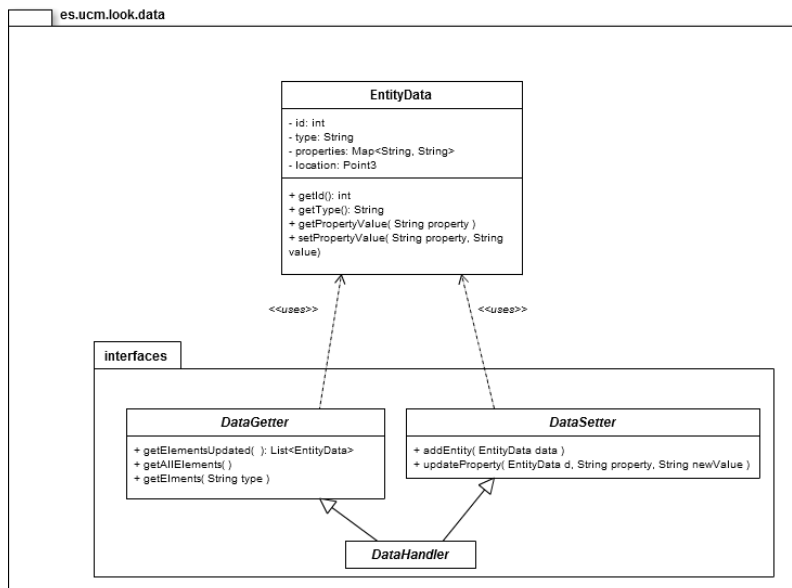 es.ucm.look.data
EntityData
- id: int
- type: String
- properties: Map<String, String>
- location: Point3
+ getId(): int
+ getType(): String
+ getPropertyValue( String property )
+ setPropertyValue( String property, String
value)
<<uses>>
<<uses>>
interfaces
DataGetter
+ getElementsUpdated(  ): List<EntityData>
+ getAllElements( )
+ getElments( String type )
DataSetter
+ addEntity( EntityData data )
+ updateProperty( EntityData d, String property, String newValue )
DataHandler